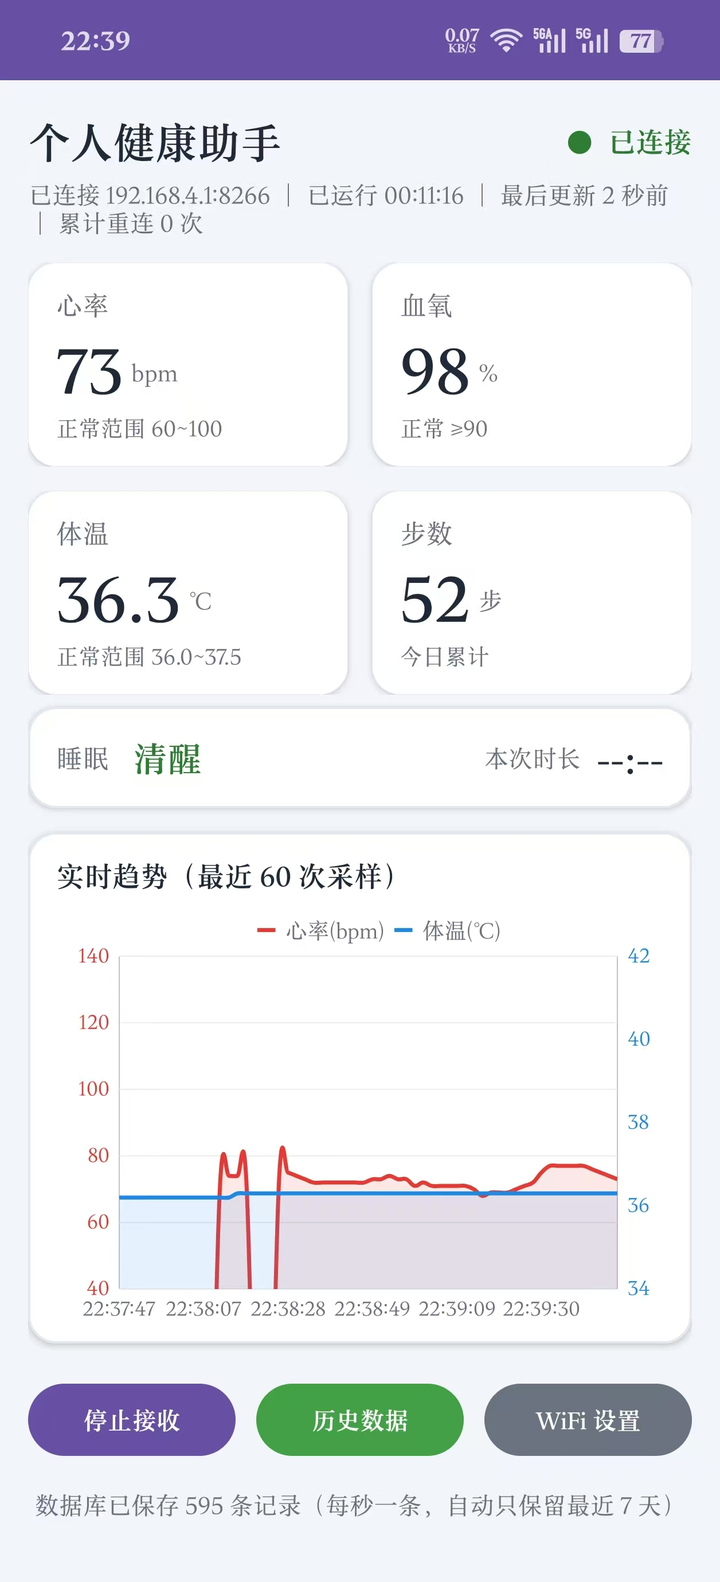 22:39
0.07 KB/S 5GA 5G 77
个人健康助手
已连接
已连接 192.168.4.1:8266 ｜ 已运行 00:11:16 ｜ 最后更新 2 秒前
｜ 累计重连 0 次
心率
73 bpm
正常范围 60~100
血氧
98 %
正常 ≥90
体温
36.3 ℃
正常范围 36.0~37.5
步数
52 步
今日累计
睡眠 清醒 本次时长 --:--
实时趋势（最近 60 次采样）
心率(bpm) 体温(℃)
140 42
120 40
100 38
80 36
60 34
40
22:37:47 22:38:07 22:38:28 22:38:49 22:39:09 22:39:30
停止接收 历史数据 WiFi 设置
数据库已保存 595 条记录（每秒一条，自动只保留最近 7 天）